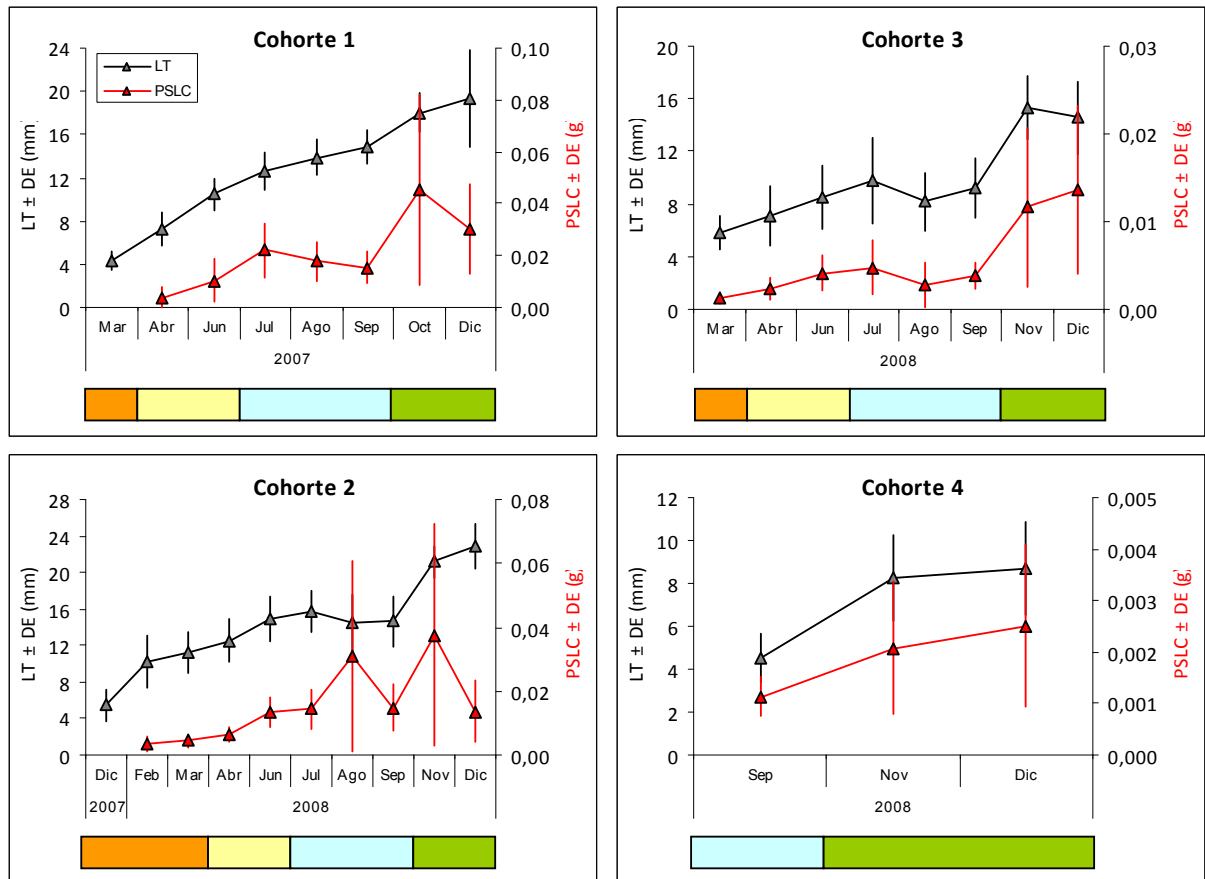 Cohorte 1
LT ± DE (mm)
24
20
16
12
8
4
0
LT
PSLC
0,10
0,08
0,06
0,04
0,02
0,00
PSLC ± DE (g)
Mar Abr Jun Jul Ago Sep Oct Dic
2007
Cohorte 3
LT ± DE (mm)
20
16
12
8
4
0
0,03
0,02
0,01
0,00
PSLC ± DE (g)
Mar Abr Jun Jul Ago Sep Nov Dic
2008
Cohorte 2
LT ± DE (mm)
28
24
20
16
12
8
4
0
0,08
0,06
0,04
0,02
0,00
PSLC ± DE (g)
Dic Feb Mar Abr Jun Jul Ago Sep Nov Dic
2007 2008
Cohorte 4
LT ± DE (mm)
12
10
8
6
4
2
0
0,005
0,004
0,003
0,002
0,001
0,000
PSLC ± DE (g)
Sep Nov Dic
2008